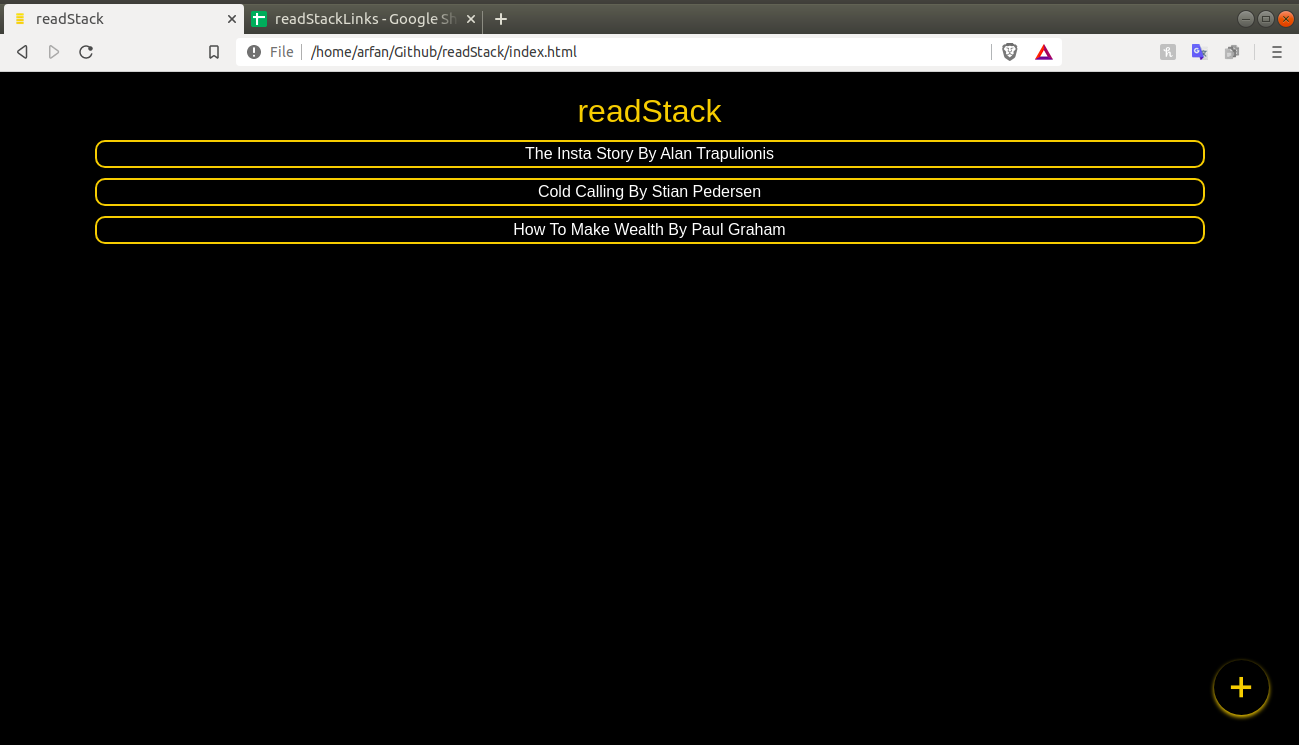 readStack
readStackLinks - Google Sh
File
/home/arfan/Github/readStack/index.html
readStack
The Insta Story By Alan Trapulionis
Cold Calling By Stian Pedersen
How To Make Wealth By Paul Graham